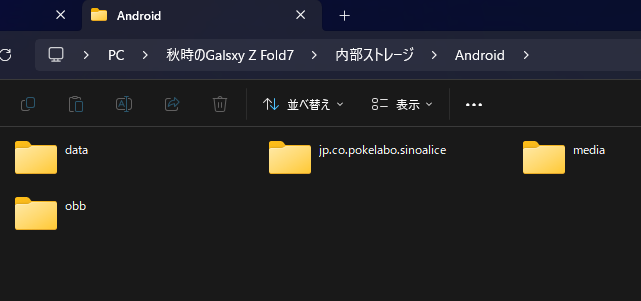 Android
PC > 秋時のGalsxy Z Fold7 > 内部ストレージ > Android >
並べ替え 表示
data jp.co.pokelabo.sinoalice media
obb